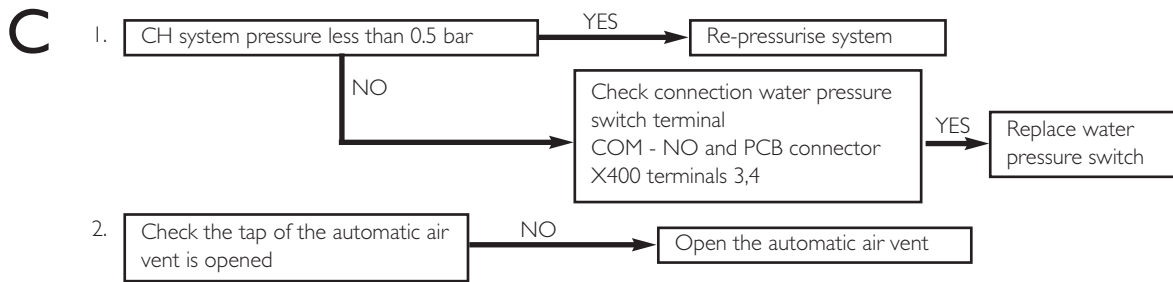 C
1. CH system pressure less than 0.5 bar YES Re-pressurise system
NO
Check connection water pressure
switch terminal
COM - NO and PCB connector
X400 terminals 3,4
YES
Replace water
pressure switch
2. Check the tap of the automatic air
vent is opened
NO
Open the automatic air vent